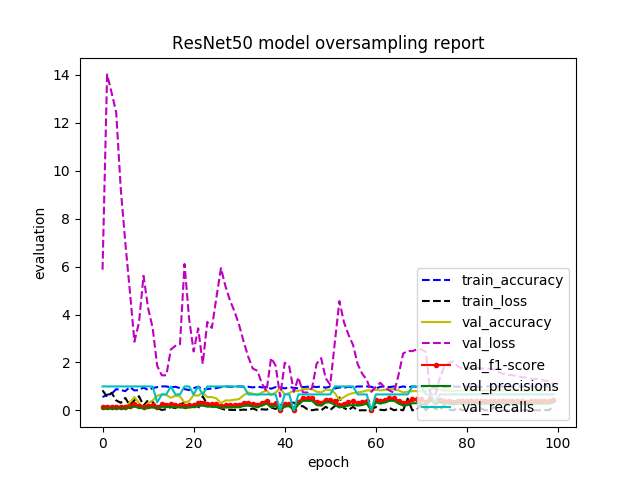 ResNet50 model oversampling report
evaluation
14
12
10
8
6
4
2
0
0 20 40 60 80 100
epoch
train_accuracy
train_loss
val_accuracy
val_loss
val_f1-score
val_precisions
val_recalls